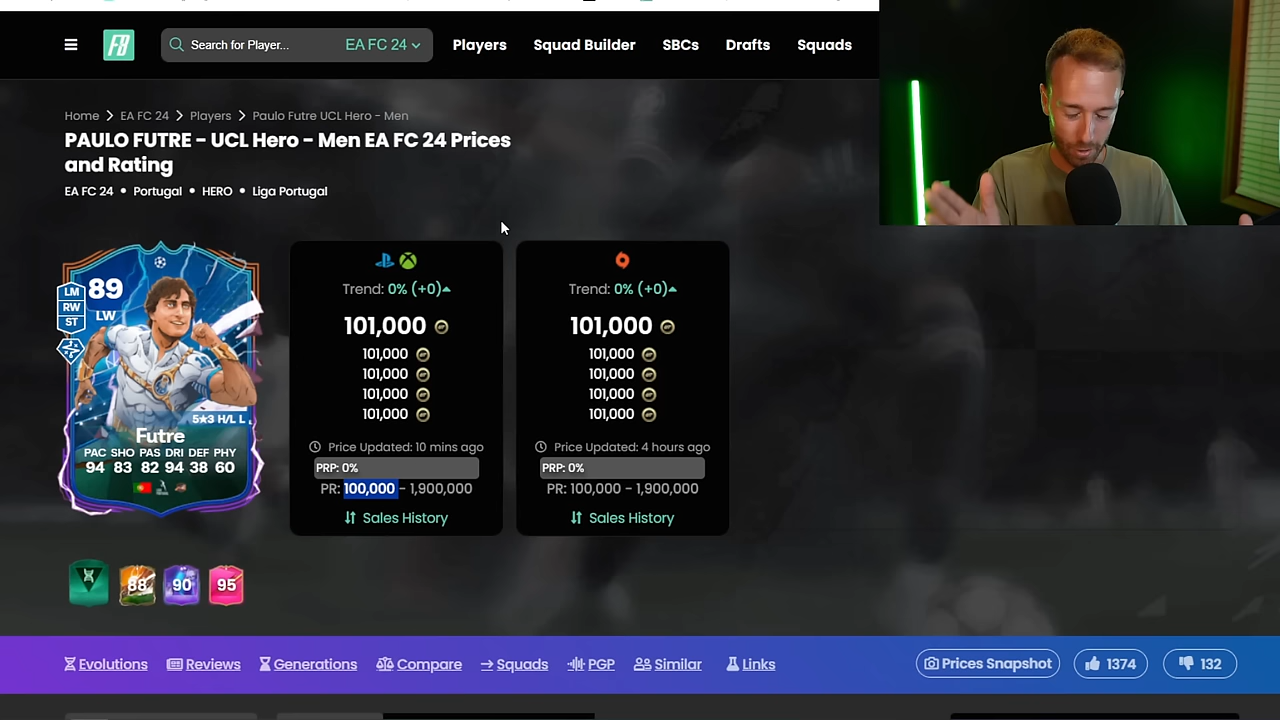 FB
Search for Player...
EA FC 24
Players
Squad Builder
SBCs
Drafts
Squads
Home > EA FC 24 > Players > Paulo Futre UCL Hero - Men
PAULO FUTRE - UCL Hero - Men EA FC 24 Prices
and Rating
EA FC 24 • Portugal • HERO • Liga Portugal
89
LW
LM
RW
ST
5★3 H/L L
Futre
PAC SHO PAS DRI DEF PHY
94 83 82 94 38 60
Trend: 0% (+0)
101,000
101,000
101,000
101,000
101,000
Price Updated: 10 mins ago
PRP: 0%
PR: 100,000 - 1,900,000
Sales History
Trend: 0% (+0)
101,000
101,000
101,000
101,000
101,000
Price Updated: 4 hours ago
PRP: 0%
PR: 100,000 - 1,900,000
Sales History
88
90
95
Evolutions
Reviews
Generations
Compare
Squads
PGP
Similar
Links
Prices Snapshot
1374
132